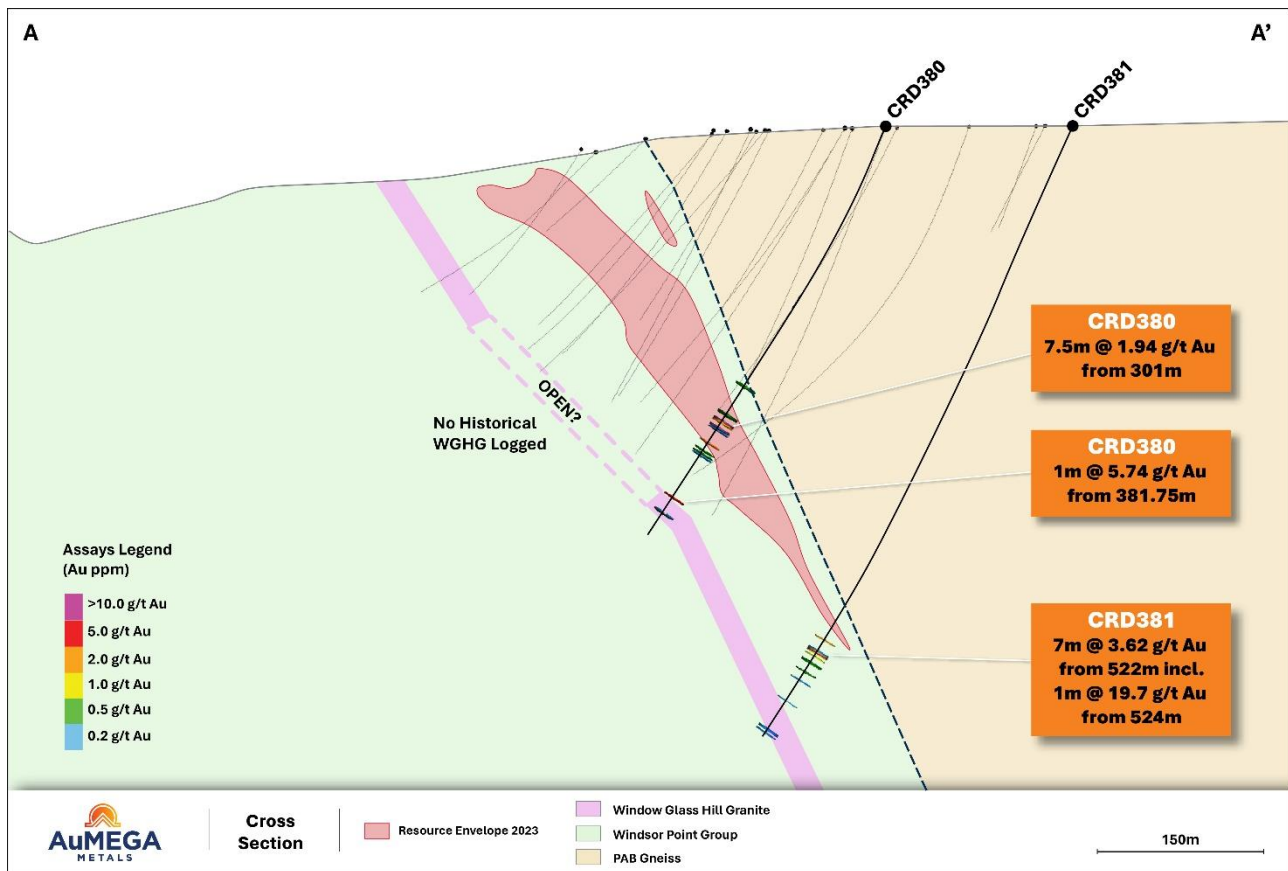 A
A’
CRD380
CRD381
CRD380
7.5m @ 1.94 g/t Au
from 301m
OPEN?
No Historical
WGHG Logged
CRD380
1m @ 5.74 g/t Au
from 381.75m
Assays Legend
(Au ppm)
>10.0 g/t Au
5.0 g/t Au
2.0 g/t Au
1.0 g/t Au
0.5 g/t Au
0.2 g/t Au
CRD381
7m @ 3.62 g/t Au
from 522m incl.
1m @ 19.7 g/t Au
from 524m
AuMEGA
METALS
Cross
Section
Resource Envelope 2023
Window Glass Hill Granite
Windsor Point Group
PAB Gneiss
150m